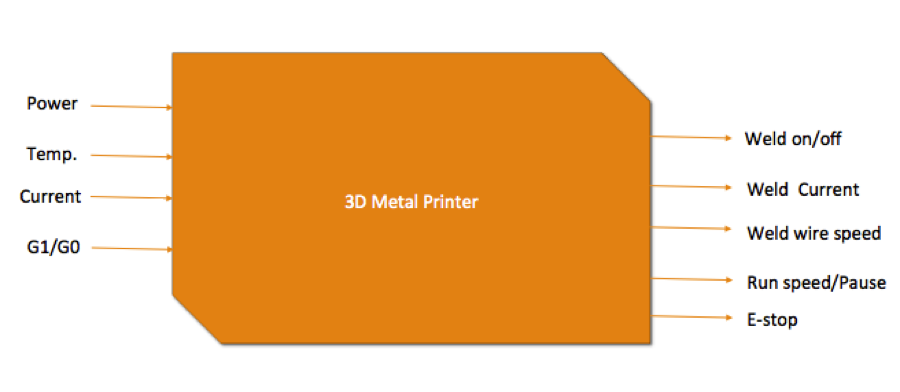 Power
Temp.
Current
G1/G0
3D Metal Printer
Weld on/off
Weld Current
Weld wire speed
Run speed/Pause
E-stop